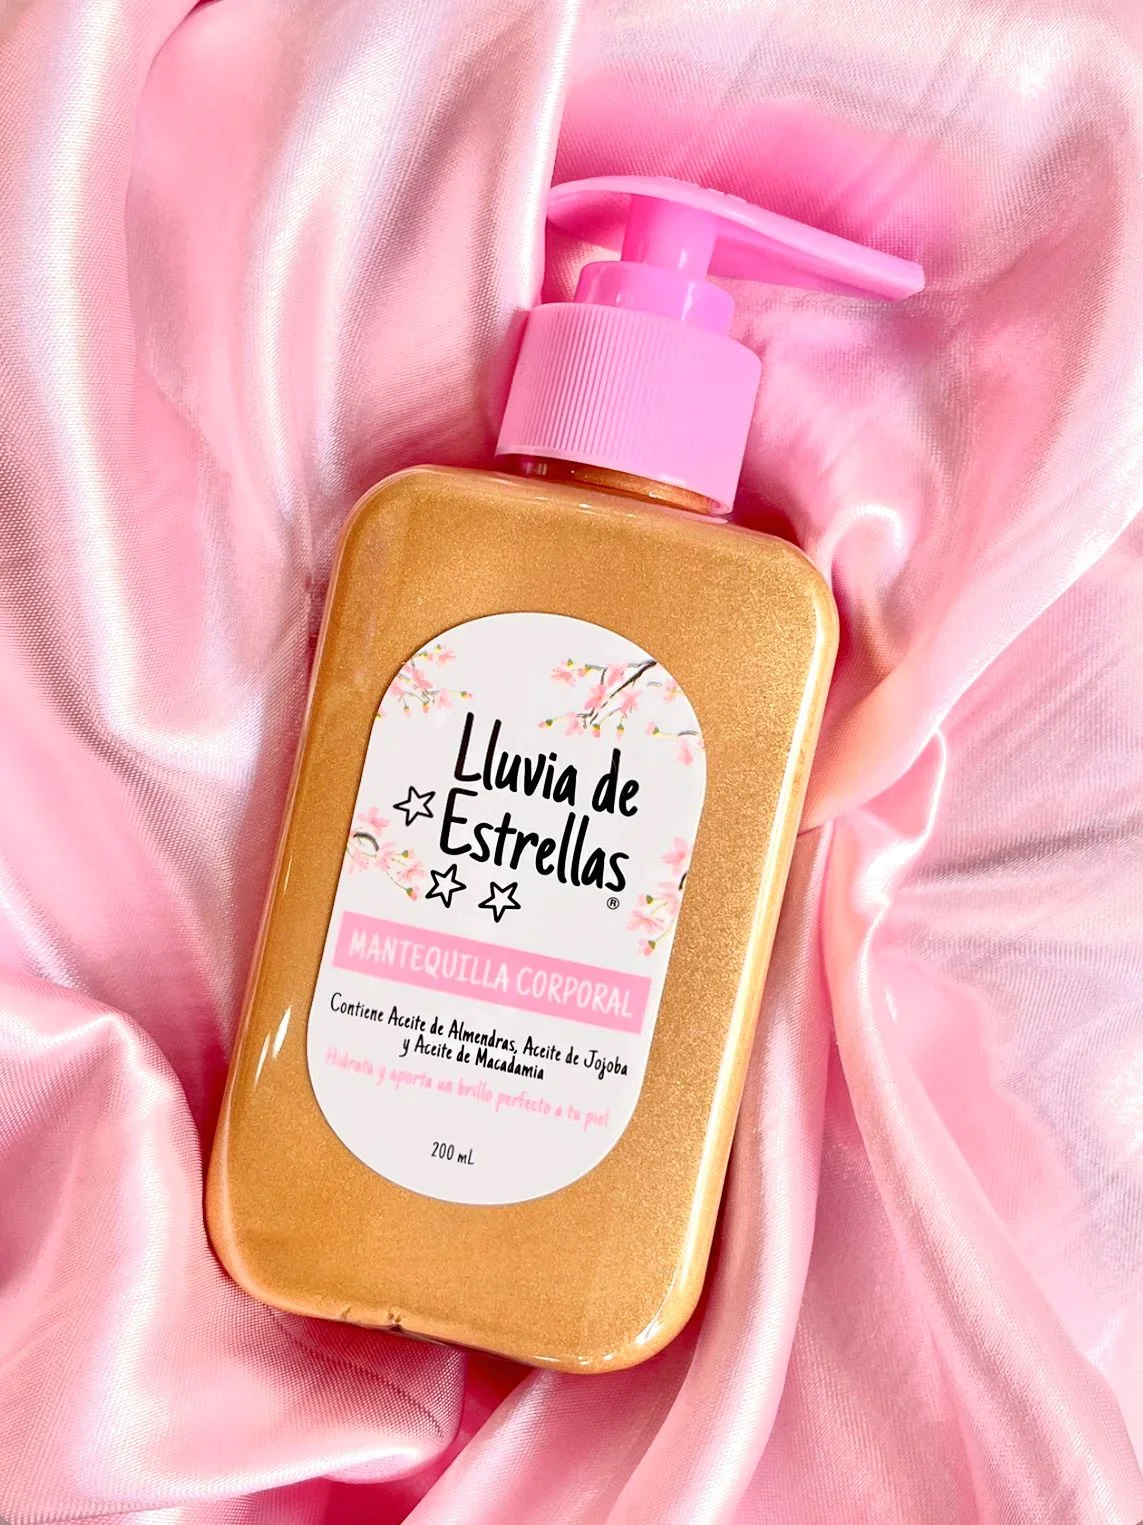 Lluvia de
Estrellas
®
MANTEQUILLA CORPORAL
Contiene Aceite de Almendras, Aceite de Jojoba
y Aceite de Macadamia
Hidrata y aporta un brillo perfecto a tu piel
200 mL